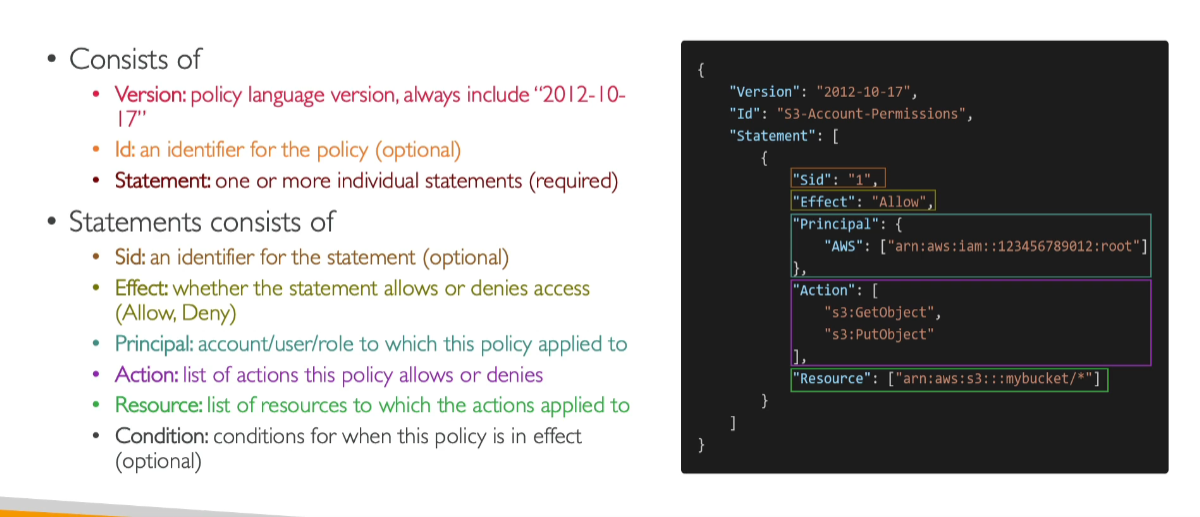 • Consists of
• Version: policy language version, always include “2012-10-
17”
• Id: an identifier for the policy (optional)
• Statement: one or more individual statements (required)
• Statements consists of
• Sid: an identifier for the statement (optional)
• Effect: whether the statement allows or denies access
(Allow, Deny)
• Principal: account/user/role to which this policy applied to
• Action: list of actions this policy allows or denies
• Resource: list of resources to which the actions applied to
• Condition: conditions for when this policy is in effect
(optional)
{
    "Version": "2012-10-17",
    "Id": "S3-Account-Permissions",
    "Statement": [
        {
            "Sid": "1",
            "Effect": "Allow",
            "Principal": {
                "AWS": ["arn:aws:iam::123456789012:root"]
            },
            "Action": [
                "s3:GetObject",
                "s3:PutObject"
            ],
            "Resource": ["arn:aws:s3:::mybucket/*"]
        }
    ]
}